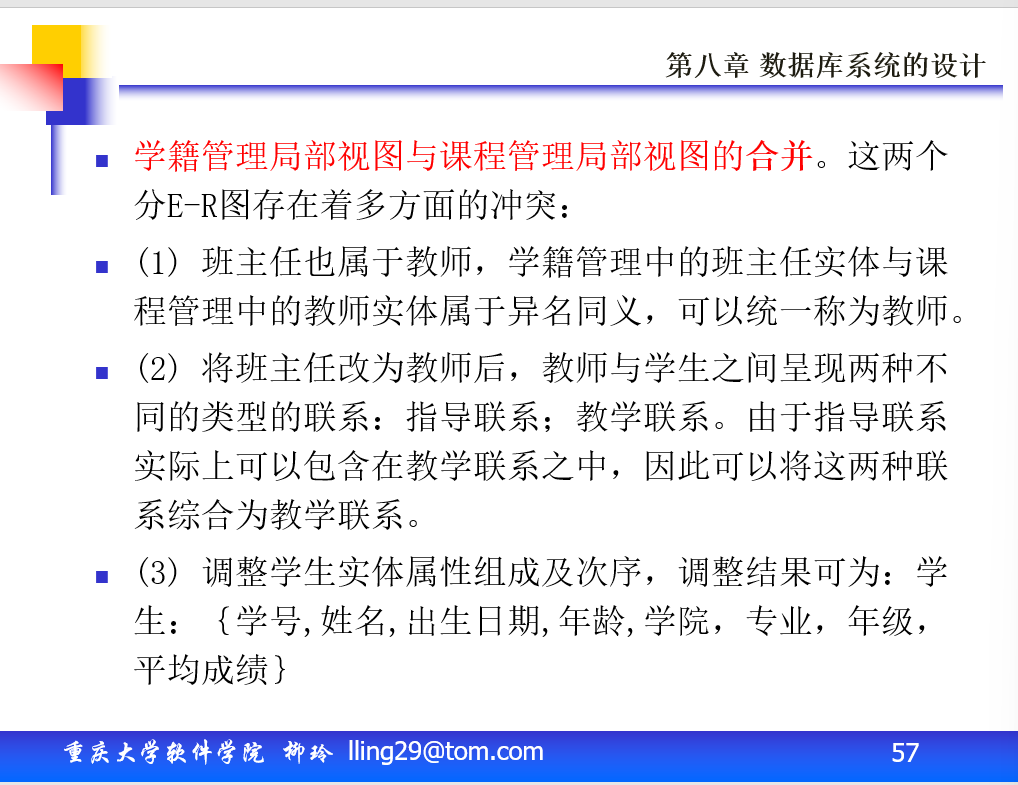 第八章 数据库系统的设计
学籍管理局部视图与课程管理局部视图的合并。这两个
分E-R图存在着多方面的冲突：
(1) 班主任也属于教师，学籍管理中的班主任实体与课
程管理中的教师实体属于异名同义，可以统一称为教师。
(2) 将班主任改为教师后，教师与学生之间呈现两种不
同的类型的联系：指导联系；教学联系。由于指导联系
实际上可以包含在教学联系之中，因此可以将这两种联
系综合为教学联系。
(3) 调整学生实体属性组成及次序，调整结果可为：学
生：｛学号,姓名,出生日期,年龄,学院，专业，年级，
平均成绩｝
重庆大学软件学院 柳玲 lling29@tom.com 57